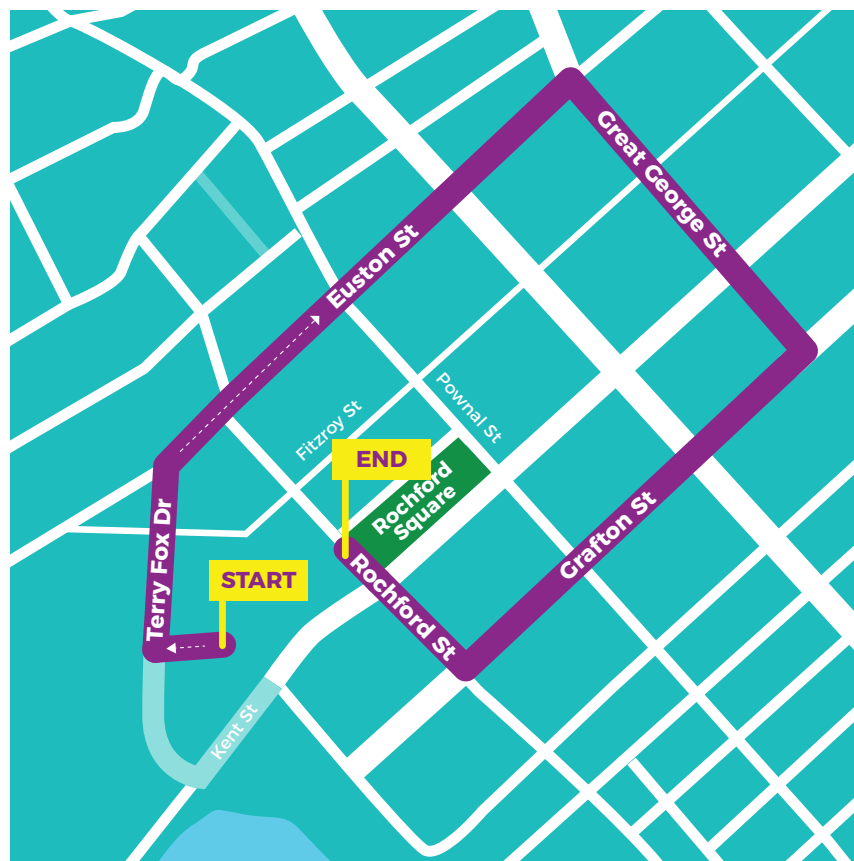 Great George St
Euston St
Pownal St
Fitzroy St
END
Rochford
Square
Terry Fox Dr
Grafton St
START
Rochford St
Kent St